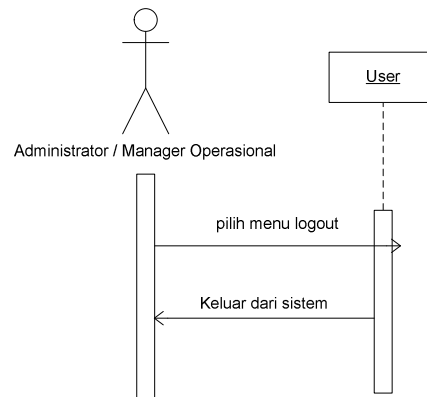 User
Administrator / Manager Operasional
pilih menu logout
Keluar dari sistem